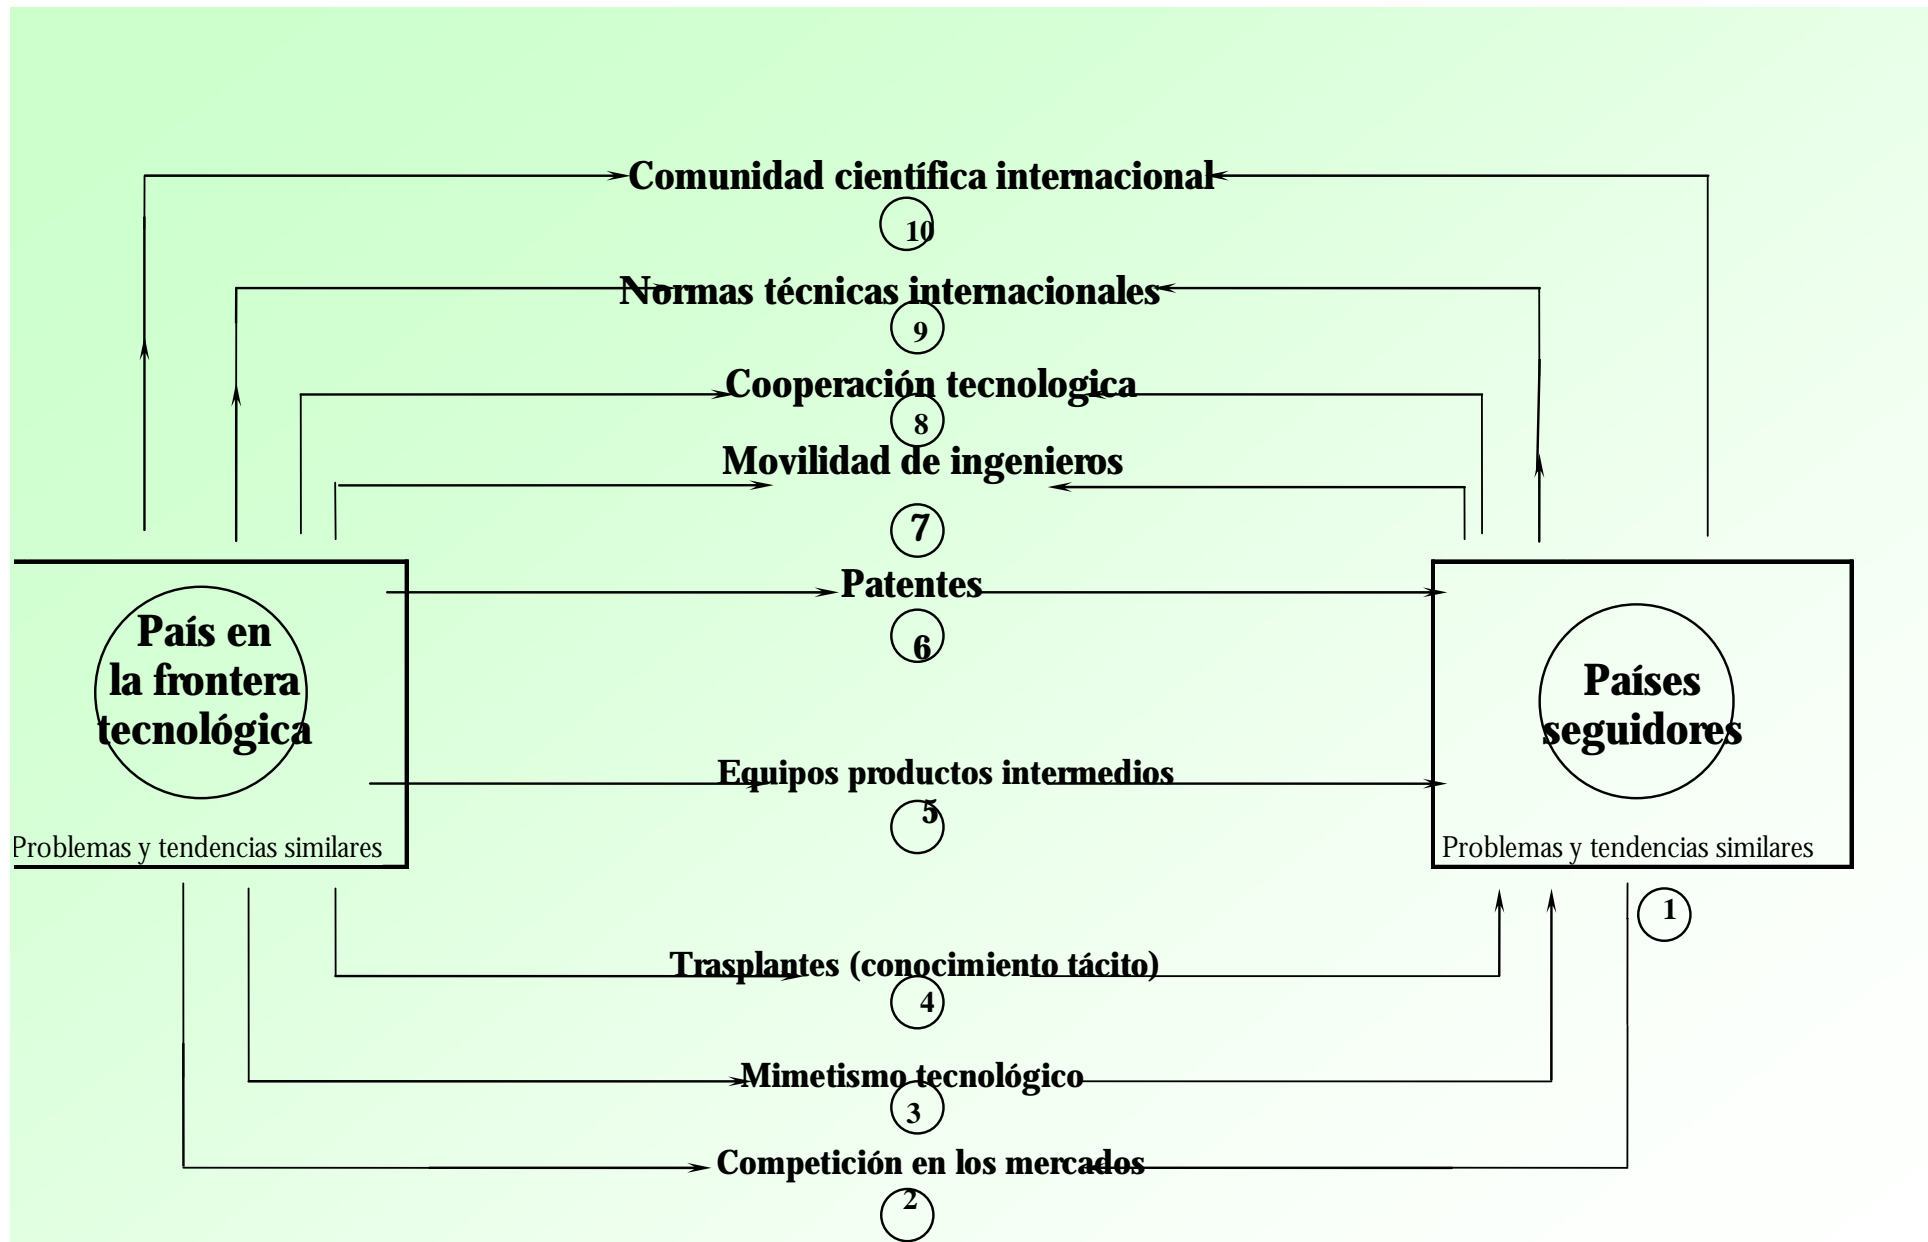 Comunidad científica internacional
10
Normas técnicas internacionales
9
Cooperación tecnologica
8
Movilidad de ingenieros
7
Patentes
6
País en
la frontera
tecnológica
Países
seguidores
Equipos productos intermedios
5
Problemas y tendencias similares
Problemas y tendencias similares
1
Trasplantes (conocimiento tácito)
4
Mimetismo tecnológico
3
Competición en los mercados
2